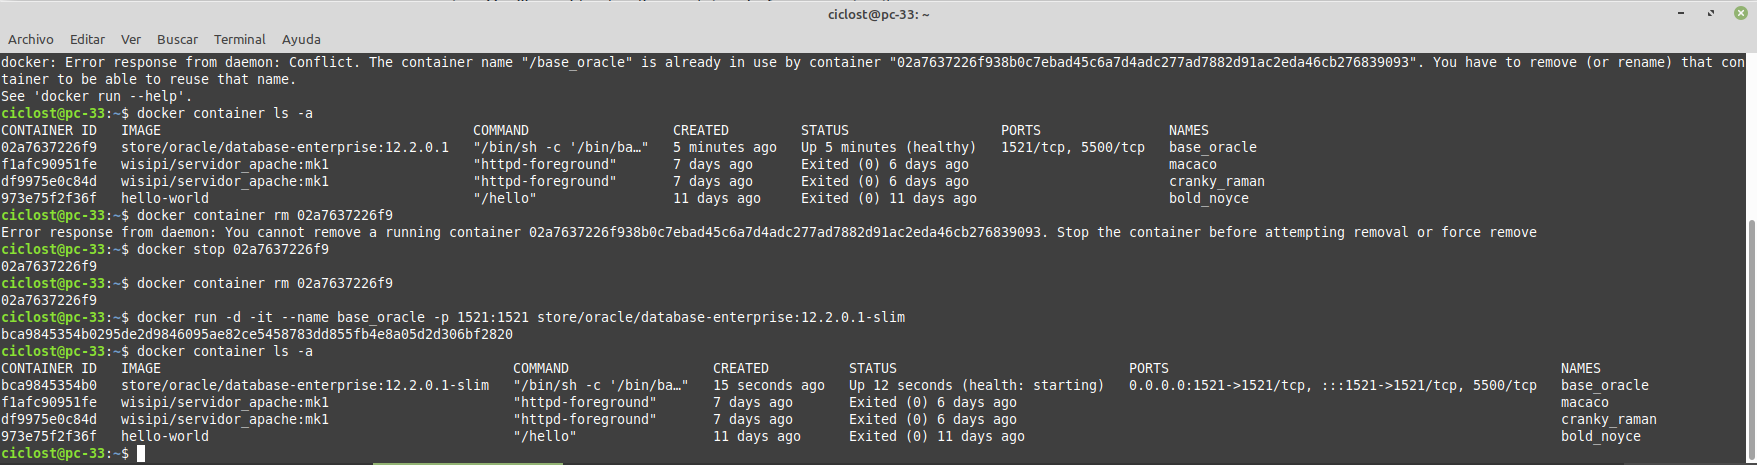 ciclost@pc-33: ~
Archivo Editar Ver Buscar Terminal Ayuda
docker: Error response from daemon: Conflict. The container name "/base_oracle" is already in use by container "02a7637226f938b0c7ebad45c6a7d4adc277ad7882d91ac2eda46cb276839093". You have to remove (or rename) that con
tainer to be able to reuse that name.
See 'docker run --help'.
ciclost@pc-33:~$ docker container ls -a
CONTAINER ID IMAGE COMMAND CREATED STATUS PORTS NAMES
02a7637226f9 store/oracle/database-enterprise:12.2.0.1 "/bin/sh -c '/bin/ba…" 5 minutes ago Up 5 minutes (healthy) 1521/tcp, 5500/tcp base_oracle
f1afc90951fe wisipi/servidor_apache:mk1 "httpd-foreground" 7 days ago Exited (0) 6 days ago macaco
df9975e0c84d wisipi/servidor_apache:mk1 "httpd-foreground" 7 days ago Exited (0) 6 days ago cranky_raman
973e75f2f36f hello-world "/hello" 11 days ago Exited (0) 11 days ago bold_noyce
ciclost@pc-33:~$ docker container rm 02a7637226f9
Error response from daemon: You cannot remove a running container 02a7637226f938b0c7ebad45c6a7d4adc277ad7882d91ac2eda46cb276839093. Stop the container before attempting removal or force remove
ciclost@pc-33:~$ docker stop 02a7637226f9
02a7637226f9
ciclost@pc-33:~$ docker container rm 02a7637226f9
02a7637226f9
ciclost@pc-33:~$ docker run -d -it --name base_oracle -p 1521:1521 store/oracle/database-enterprise:12.2.0.1-slim
bca9845354b0295de2d9846095ae82ce5458783dd855fb4e8a05d2d306bf2820
ciclost@pc-33:~$ docker container ls -a
CONTAINER ID IMAGE COMMAND CREATED STATUS PORTS NAMES
bca9845354b0 store/oracle/database-enterprise:12.2.0.1-slim "/bin/sh -c '/bin/ba…" 15 seconds ago Up 12 seconds (health: starting) 0.0.0.0:1521->1521/tcp, :::1521->1521/tcp, 5500/tcp base_oracle
f1afc90951fe wisipi/servidor_apache:mk1 "httpd-foreground" 7 days ago Exited (0) 6 days ago macaco
df9975e0c84d wisipi/servidor_apache:mk1 "httpd-foreground" 7 days ago Exited (0) 6 days ago cranky_raman
973e75f2f36f hello-world "/hello" 11 days ago Exited (0) 11 days ago bold_noyce
ciclost@pc-33:~$